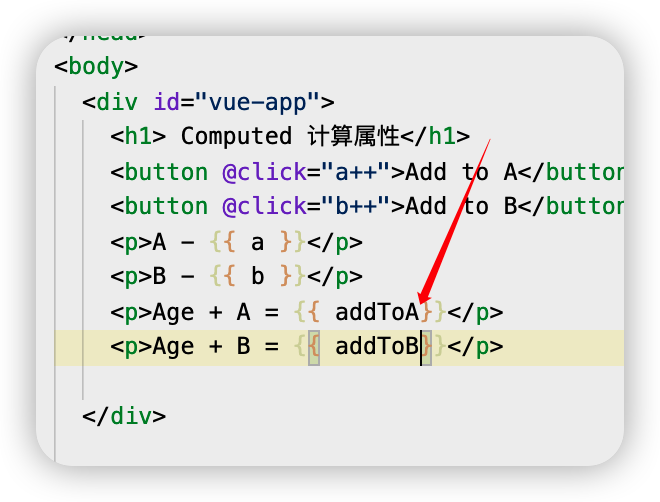 </head>
<body>
<div id="vue-app">
<h1> Computed 计算属性</h1>
<button @click="a++">Add to A</button
<button @click="b++">Add to B</button
<p>A - {{ a }}</p>
<p>B - {{ b }}</p>
<p>Age + A = {{ addToA}}</p>
<p>Age + B = {{ addToB}}</p>
</div>